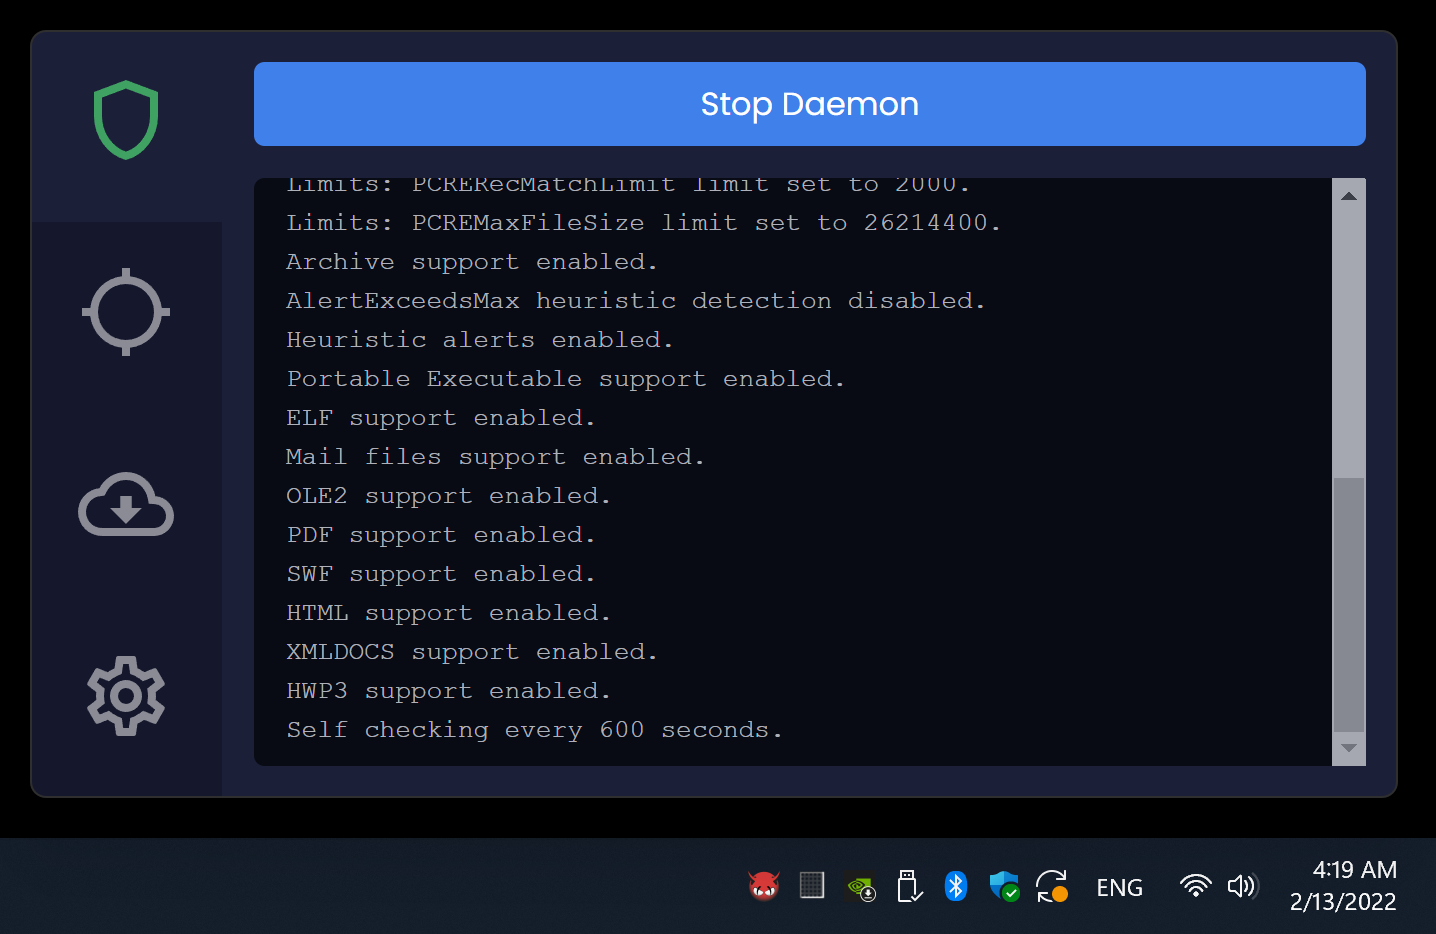 Stop Daemon
Limits: PCRERecMatchLimit limit set to 2000.
Limits: PCREMaxFileSize limit set to 26214400.
Archive support enabled.
AlertExceedsMax heuristic detection disabled.
Heuristic alerts enabled.
Portable Executable support enabled.
ELF support enabled.
Mail files support enabled.
OLE2 support enabled.
PDF support enabled.
SWF support enabled.
HTML support enabled.
XMLDOCS support enabled.
HWP3 support enabled.
Self checking every 600 seconds.
ENG
4:19 AM
2/13/2022